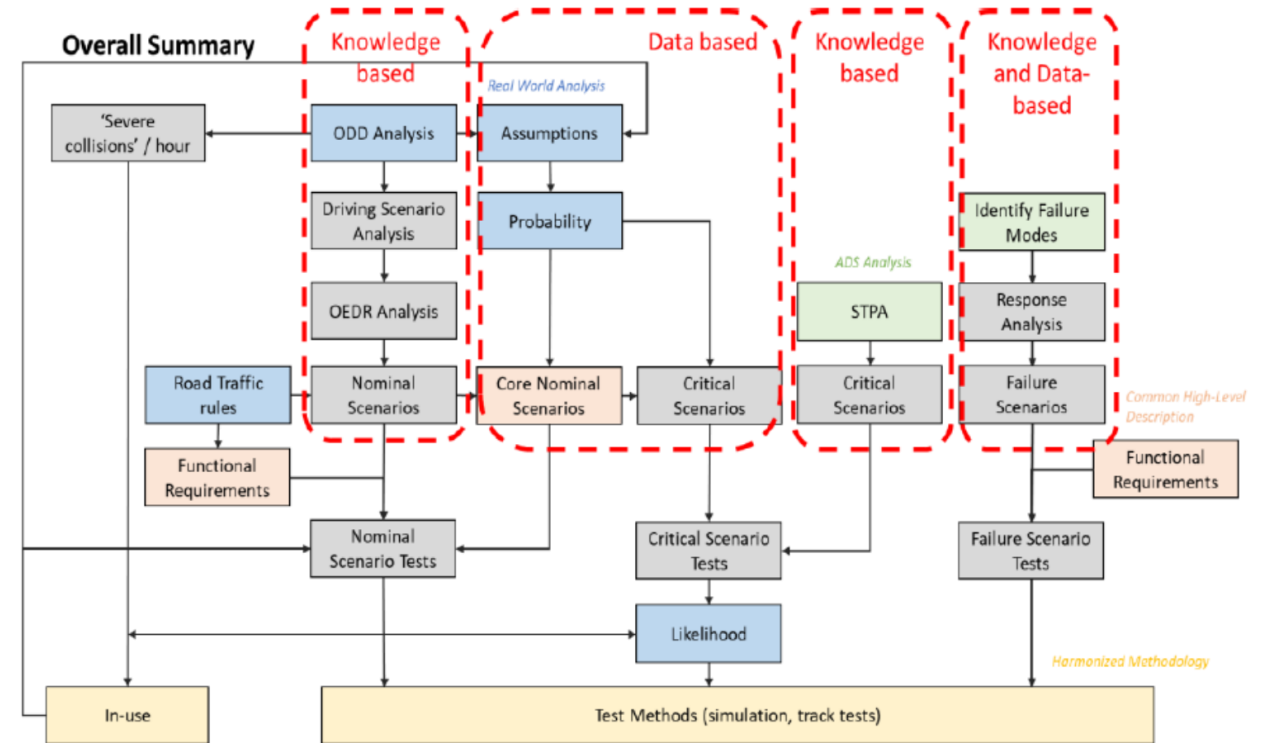 Overall Summary
Knowledge
based
Data based
Knowledge
based
Knowledge
and Data-
based
Real World Analysis
'Severe
collisions' / hour
ODD Analysis
Assumptions
Driving Scenario
Analysis
Probability
Identify Failure
Modes
ADS Analysis
OEDR Analysis
STPA
Response
Analysis
Road Traffic
rules
Nominal
Scenarios
Core Nominal
Scenarios
Critical
Scenarios
Critical
Scenarios
Failure
Scenarios
Common High-Level
Description
Functional
Requirements
Functional
Requirements
Nominal
Scenario Tests
Critical Scenario
Tests
Failure Scenario
Tests
Likelihood
Harmonized Methodology
In-use
Test Methods (simulation, track tests)